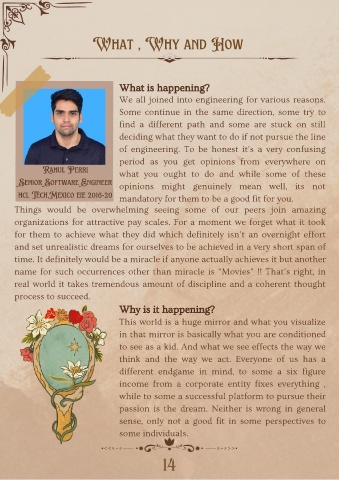 What , Why and How
What is happening?
We all joined into engineering for various reasons.
Some continue in the same direction, some try to
find a different path and some are stuck on still
deciding what they want to do if not pursue the line
of engineering. To be honest it's a very confusing
period as you get opinions from everywhere on
what you ought to do and while some of these
opinions might genuinely mean well, its not
mandatory for them to be a good fit for you.
Rahul Perri
Senior Software Engineer
HCL Tech,Mexico EIE 2016-20
Things would be overwhelming seeing some of our peers join amazing
organizations for attractive pay scales. For a moment we forget what it took
for them to achieve what they did which definitely isn't an overnight effort
and set unrealistic dreams for ourselves to be achieved in a very short span of
time. It definitely would be a miracle if anyone actually achieves it but another
name for such occurrences other than miracle is "Movies" !! That's right, in
real world it takes tremendous amount of discipline and a coherent thought
process to succeed.
Why is it happening?
This world is a huge mirror and what you visualize
in that mirror is basically what you are conditioned
to see as a kid. And what we see effects the way we
think and the way we act. Everyone of us has a
different endgame in mind, to some a six figure
income from a corporate entity fixes everything ,
while to some a successful platform to pursue their
passion is the dream. Neither is wrong in general
sense, only not a good fit in some perspectives to
some individuals.
14